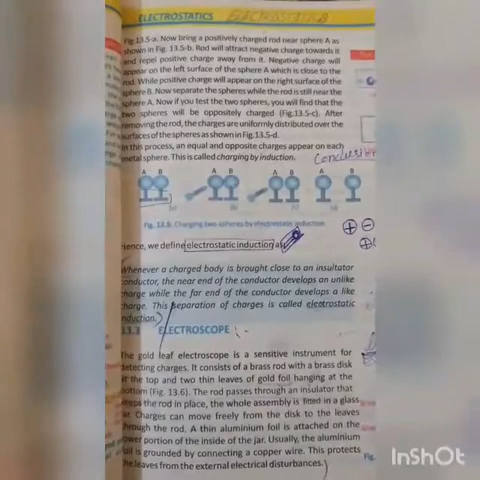 ELECTROSTATICS
Fig 13.5-a. Now bring a positively charged rod near sphere A as
shown in Fig. 13.5-b. Rod will attract negative charge towards it
and repel positive charge away from it. Negative charge will
appear on the left surface of the sphere A which is close to the
rod. While positive charge will appear on the right surface of the
sphere B. Now separate the spheres while the rod is still near the
sphere A. Now if you test the two spheres, you will find that the
two spheres will be oppositely charged (Fig.13.5-c). After
removing the rod, the charges are uniformly distributed over the
surfaces of the spheres as shown in Fig.13.5-d.
In this process, an equal and opposite charges appear on each
metal sphere. This is called charging by induction.
Conclusion
A B A B A B A B
Fig. 13.5: Charging two spheres by electrostatic induction
we define electrostatic induction
Whenever a charged body is brought close to an insultator
conductor, the near end of the conductor develops an unlike
charge while the far end of the conductor develops a like
charge. This separation of charges is called electrostatic
induction.
13.3 ELECTROSCOPE
The gold leaf electroscope is a sensitive instrument for
detecting charges. It consists of a brass rod with a brass disk
at the top and two thin leaves of gold foil hanging at the
bottom (Fig. 13.6). The rod passes through an insulator that
keeps the rod in place, the whole assembly is fitted in a glass
Charges can move freely from the disk to the leaves
through the rod. A thin aluminium foil is attached on the
lower portion of the inside of the jar. Usually, the aluminium
foil is grounded by connecting a copper wire. This protects
the leaves from the external electrical disturbances.
Fig.
InShOt